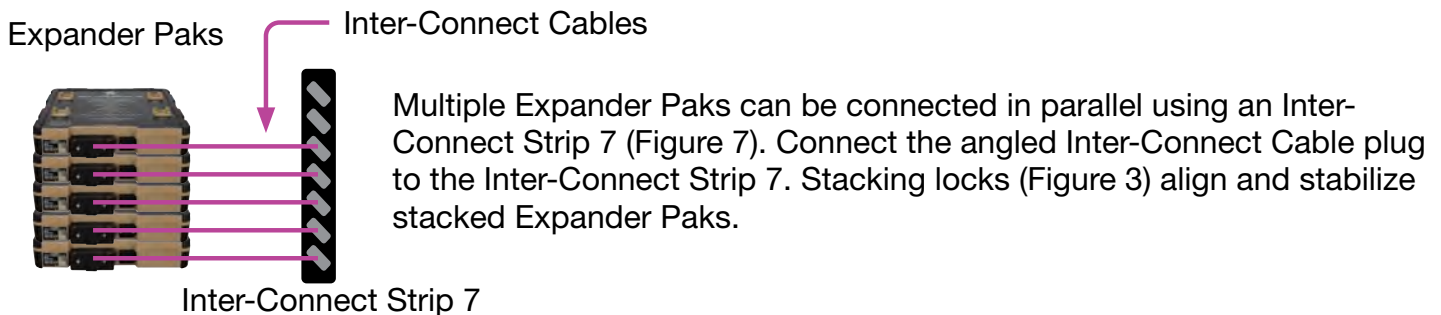 Expander Paks
Inter-Connect Cables
Multiple Expander Paks can be connected in parallel using an Inter-
Connect Strip 7 (Figure 7). Connect the angled Inter-Connect Cable plug
to the Inter-Connect Strip 7. Stacking locks (Figure 3) align and stabilize
stacked Expander Paks.
Inter-Connect Strip 7